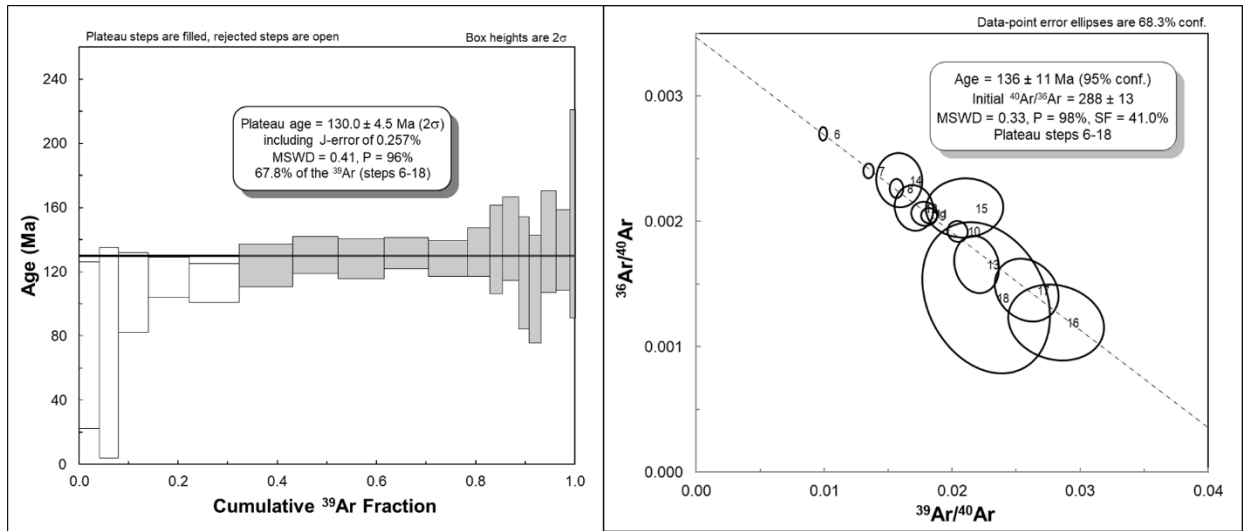 Plateau steps are filled, rejected steps are open
Box heights are 2σ
240
200
160
120
80
40
0
Age (Ma)
Plateau age = 130.0 ± 4.5 Ma (2σ)
including J-error of 0.257%
MSWD = 0.41, P = 96%
67.8% of the ³⁹Ar (steps 6-18)
0.0
0.2
0.4
0.6
0.8
1.0
Cumulative ³⁹Ar Fraction
Data-point error ellipses are 68.3% conf.
Age = 136 ± 11 Ma (95% conf.)
Initial ⁴⁰Ar/³⁶Ar = 288 ± 13
MSWD = 0.33, P = 98%, SF = 41.0%
Plateau steps 6-18
0.003
0.002
0.001
0.000
³⁶Ar/⁴⁰Ar
6
7
14
8
15
9
10
13
18
17
16
0.00
0.01
0.02
0.03
0.04
³⁹Ar/⁴⁰Ar